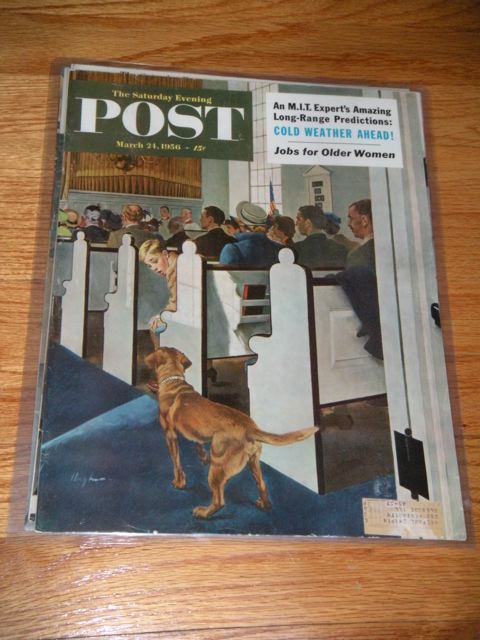 The Saturday Evening
POST
March 24, 1956 - 15¢
An M.I.T. Expert's Amazing
Long-Range Predictions:
COLD WEATHER AHEAD!
Jobs for Older Women